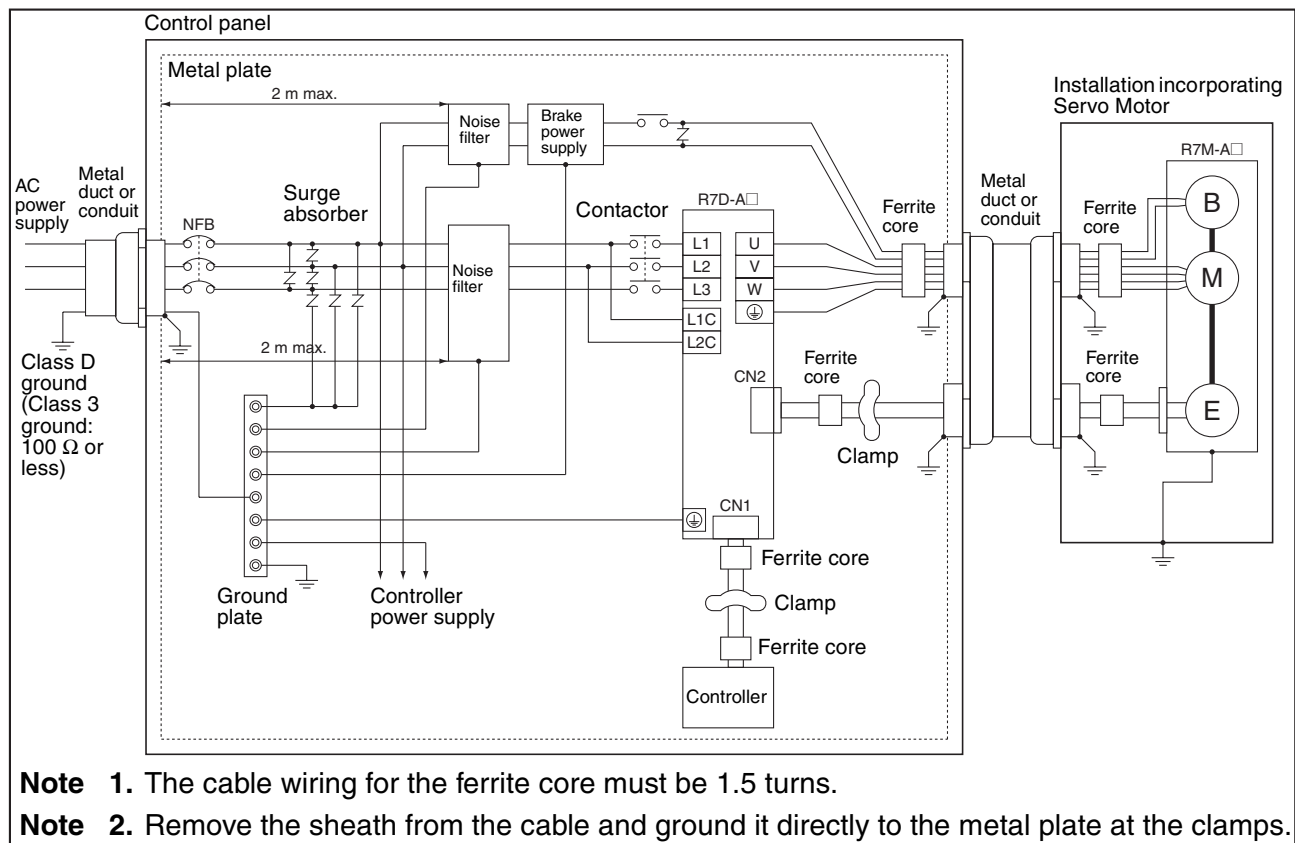 Control panel
Metal plate
2 m max.
Noise
filter
Brake
power
supply
Installation incorporating
Servo Motor
R7M-A□
AC
power
supply
Metal
duct or
conduit
NFB
Surge
absorber
Contactor
R7D-A□
Ferrite
core
Metal
duct or
conduit
Ferrite
core
B
M
E
Noise
filter
L1
L2
L3
L1C
L2C
U
V
W
2 m max.
Class D
ground
(Class 3
ground:
100 Ω or
less)
CN2
Ferrite
core
Clamp
Ferrite
core
CN1
Ferrite core
Clamp
Ferrite core
Controller
Ground
plate
Controller
power supply
Note 1. The cable wiring for the ferrite core must be 1.5 turns.
Note 2. Remove the sheath from the cable and ground it directly to the metal plate at the clamps.